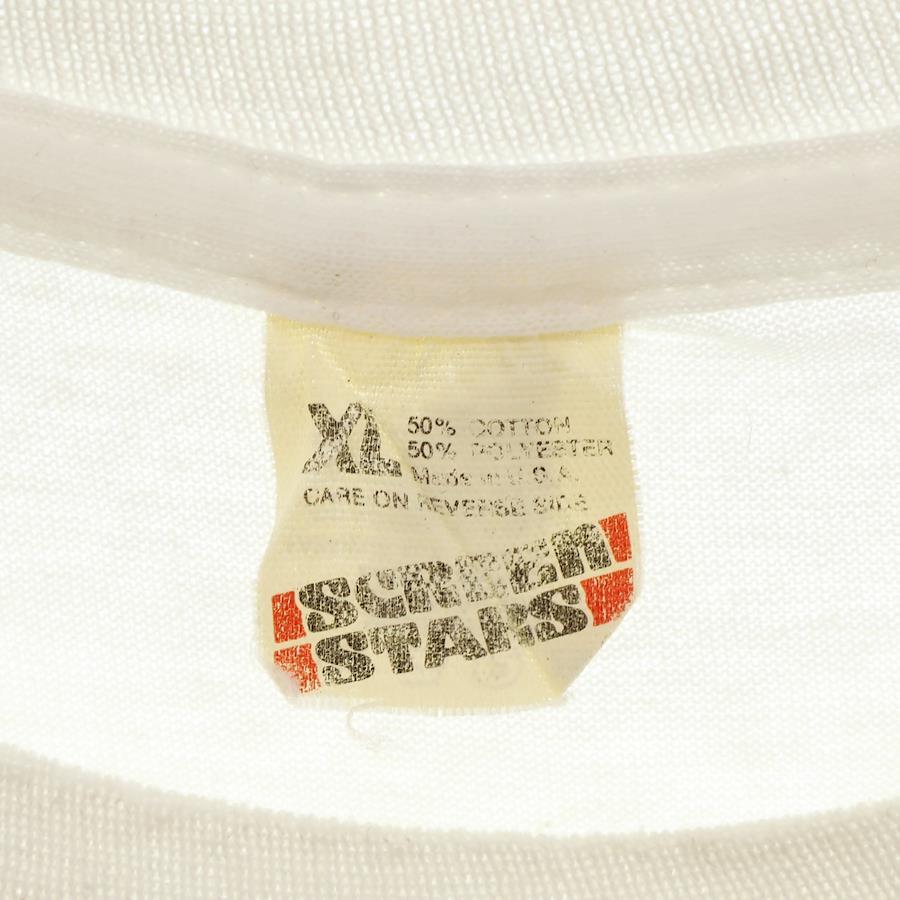 XL
50% COTTON
50% POLYESTER
Made in U.S.A.
CARE ON REVERSE SIDE
SCREEN
STARS